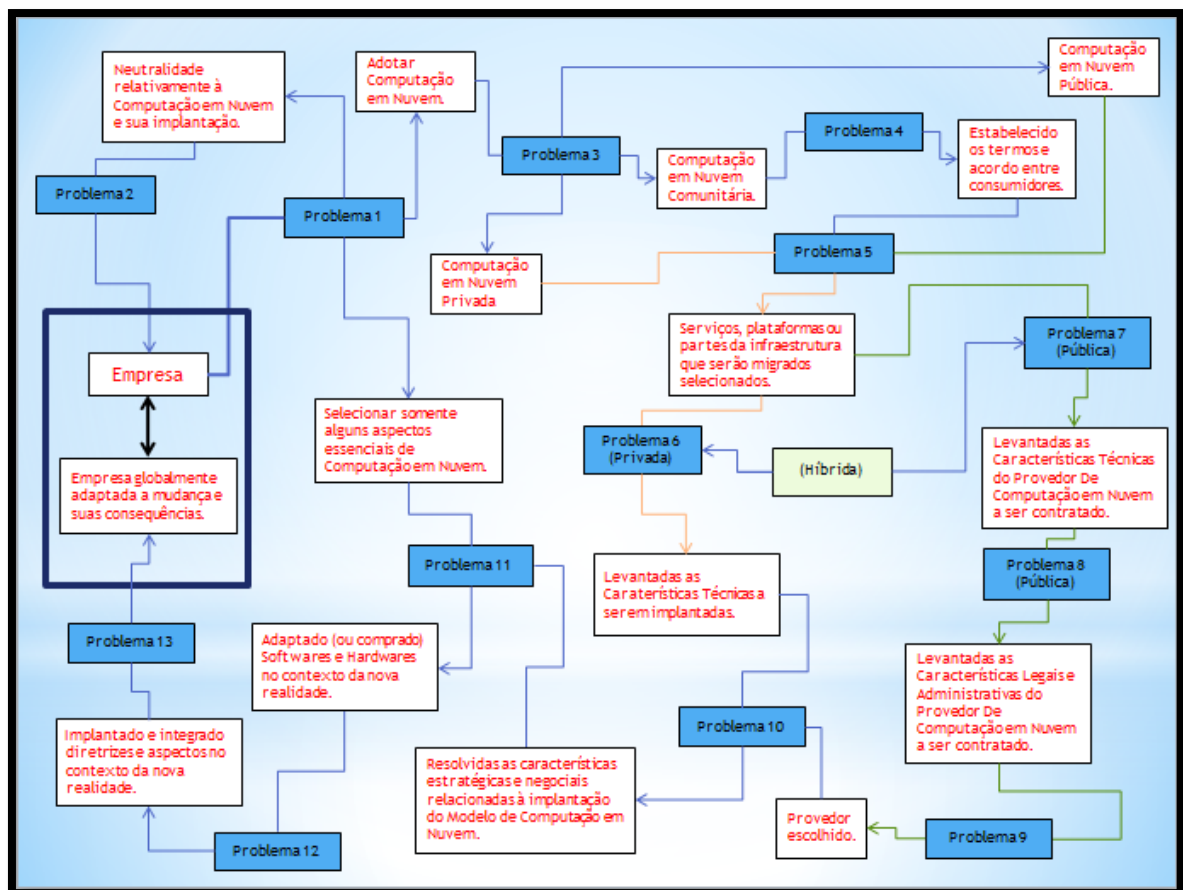 Neutralidade
relativamente à
Computação em Nuvem
e sua implantação.
Adotar
Computação
em Nuvem.
Computação
em Nuvem
Pública.
Problema 2
Problema 1
Problema 3
Computação
em Nuvem
Comunitária.
Problema 4
Estabelecido
os termos e
acordo entre
consumidores.
Computação
em Nuvem
Privada
Problema 5
Empresa
Empresa globalmente
adaptada a mudança e
suas consequências.
Selecionar somente
alguns aspectos
essenciais de
Computação em Nuvem.
Serviços, plataformas ou
partes da infraestrutura
que serão migrados
selecionados.
Problema 7
(Pública)
Problema 6
(Privada)
(Híbrida)
Levantadas as
Características Técnicas
do Provedor De
Computação em Nuvem
a ser contratado.
Problema 11
Levantadas as
Caraterísticas Técnicas a
serem implantadas.
Problema 8
(Pública)
Problema 13
Adaptado (ou comprado)
Softwares e Hardwares
no contexto da nova
realidade.
Levantadas as
Características Legais e
Administrativas do
Provedor De
Computação em Nuvem
a ser contratado.
Implantado e integrado
diretrizes e aspectos no
contexto da nova
realidade.
Problema 10
Resolvidas as características
estratégicas e negociais
relacionadas à implantação
do Modelo de Computação em
Nuvem.
Provedor
escolhido.
Problema 9
Problema 12